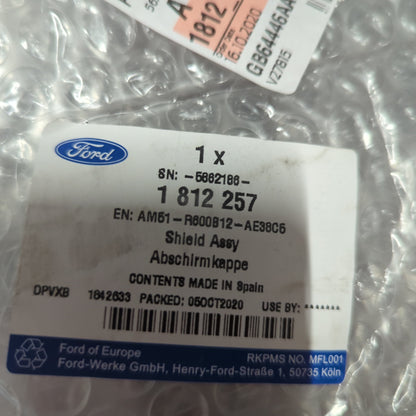 1812
16.10.2020
GB64446AA
V27BI5
Ford
1 x
SN: -5862186-
1 812 257
EN: AM51-R600B12-AE38C5
Shield Assy
Abschirmkappe
CONTENTS MADE IN Spain
DPVXB 1642633 PACKED: 05OCT2020 USE BY: *******
Ford of Europe
Ford-Werke GmbH, Henry-Ford-Straße 1, 50735 Köln
RKPMS NO. MFL001